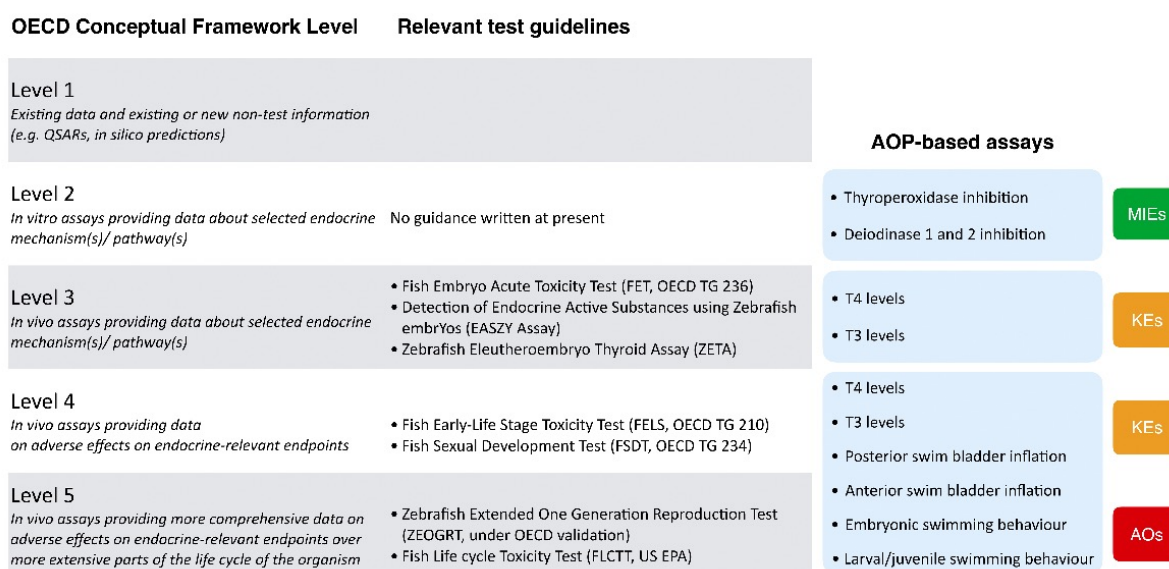 OECD Conceptual Framework Level
Relevant test guidelines
Level 1
Existing data and existing or new non-test information
(e.g. QSARs, in silico predictions)
AOP-based assays
Level 2
In vitro assays providing data about selected endocrine
mechanism(s)/ pathway(s)
No guidance written at present
• Thyroperoxidase inhibition
• Deiodinase 1 and 2 inhibition
MIEs
Level 3
In vivo assays providing data about selected endocrine
mechanism(s)/ pathway(s)
• Fish Embryo Acute Toxicity Test (FET, OECD TG 236)
• Detection of Endocrine Active Substances using Zebrafish
embrYos (EASZY Assay)
• Zebrafish Eleutheroembryo Thyroid Assay (ZETA)
• T4 levels
• T3 levels
KEs
Level 4
In vivo assays providing data
on adverse effects on endocrine-relevant endpoints
• Fish Early-Life Stage Toxicity Test (FELS, OECD TG 210)
• Fish Sexual Development Test (FSDT, OECD TG 234)
• T4 levels
• T3 levels
• Posterior swim bladder inflation
• Anterior swim bladder inflation
• Embryonic swimming behaviour
• Larval/juvenile swimming behaviour
KEs
AOs
Level 5
In vivo assays providing more comprehensive data on
adverse effects on endocrine-relevant endpoints over
more extensive parts of the life cycle of the organism
• Zebrafish Extended One Generation Reproduction Test
(ZEOGRT, under OECD validation)
• Fish Life cycle Toxicity Test (FLCTT, US EPA)